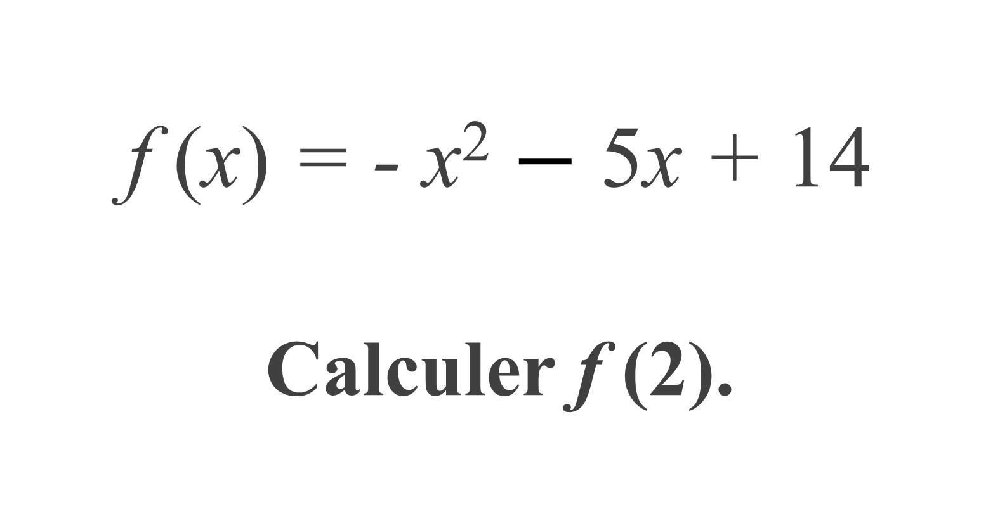 f (x) = - x² – 5x + 14
Calculer f (2).